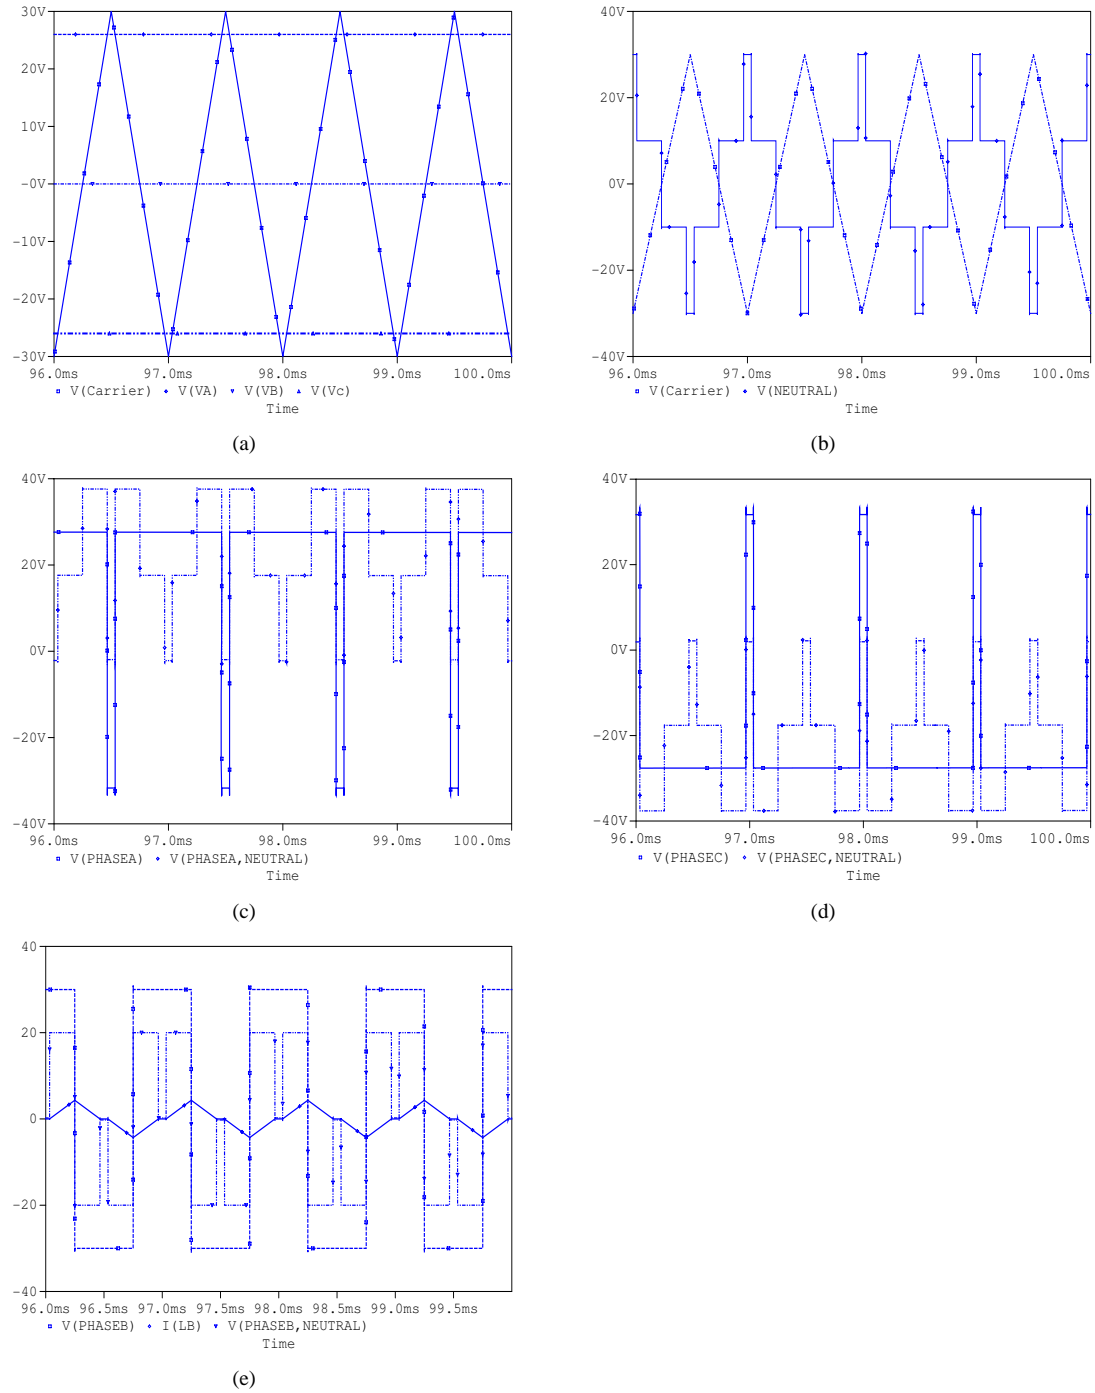 30V
20V
10V
-0V
-10V
-20V
-30V
96.0ms 97.0ms 98.0ms 99.0ms 100.0ms
V(Carrier) V(VA) V(VB) V(Vc)
Time
(a)
20V
0V
-20V
-40V
96.0ms 97.0ms 98.0ms 99.0ms 100.0ms
V(Carrier) V(NEUTRAL)
Time
(b)
40V
20V
0V
-20V
-40V
96.0ms 97.0ms 98.0ms 99.0ms 100.0ms
V(PHASEA) V(PHASEA,NEUTRAL)
Time
(c)
40V
20V
0V
-20V
-40V
96.0ms 97.0ms 98.0ms 99.0ms 100.0ms
V(PHASEC) V(PHASEC,NEUTRAL)
Time
(d)
40
20
0
-20
-40
96.0ms 96.5ms 97.0ms 97.5ms 98.0ms 98.5ms 99.0ms 99.5ms
V(PHASEB) I(LB) V(PHASEB,NEUTRAL)
Time
(e)